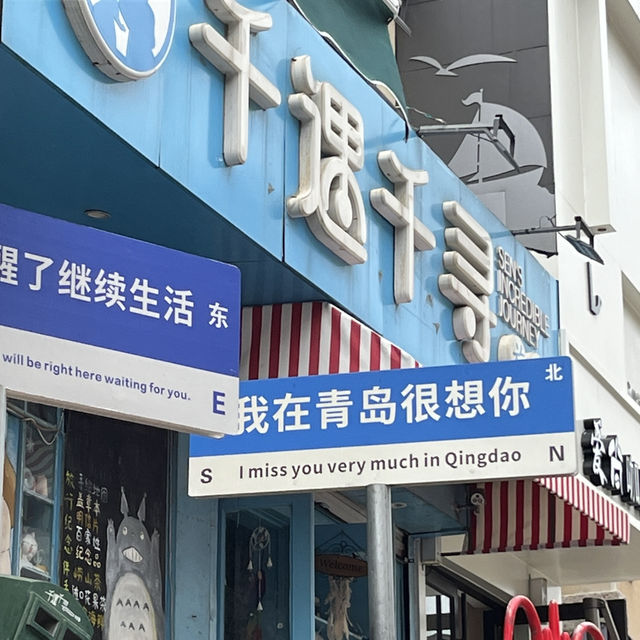 千遇千寻
SEN'S
INCREDIBLE
JOURNEY
醒了继续生活 东
will be right here waiting for you. E
我在青岛很想你 北
S I miss you very much in Qingdao N
Welcome